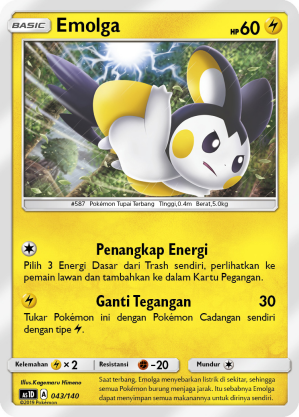 BASIC Emolga HP60
#587 Pokémon Tupai Terbang Tinggi,0.4m Berat,5.0kg
Penangkap Energi
Pilih 3 Energi Dasar dari Trash sendiri, perlihatkan ke
pemain lawan dan tambahkan ke dalam Kartu Pegangan.
Ganti Tegangan 30
Tukar Pokémon ini dengan Pokémon Cadangan sendiri
dengan tipe.
Kelemahan ×2 Resistansi -20 Mundur
Illus.Kagemaru Himeno
AS1D A 043/140
©2019 Pokémon
Saat terbang, Emolga menyebarkan listrik di sekitar, sehingga
semua Pokémon burung menjaga jarak. Itu sebabnya Emolga
dapat menguasai semua makanannya untuk dirinya sendiri.